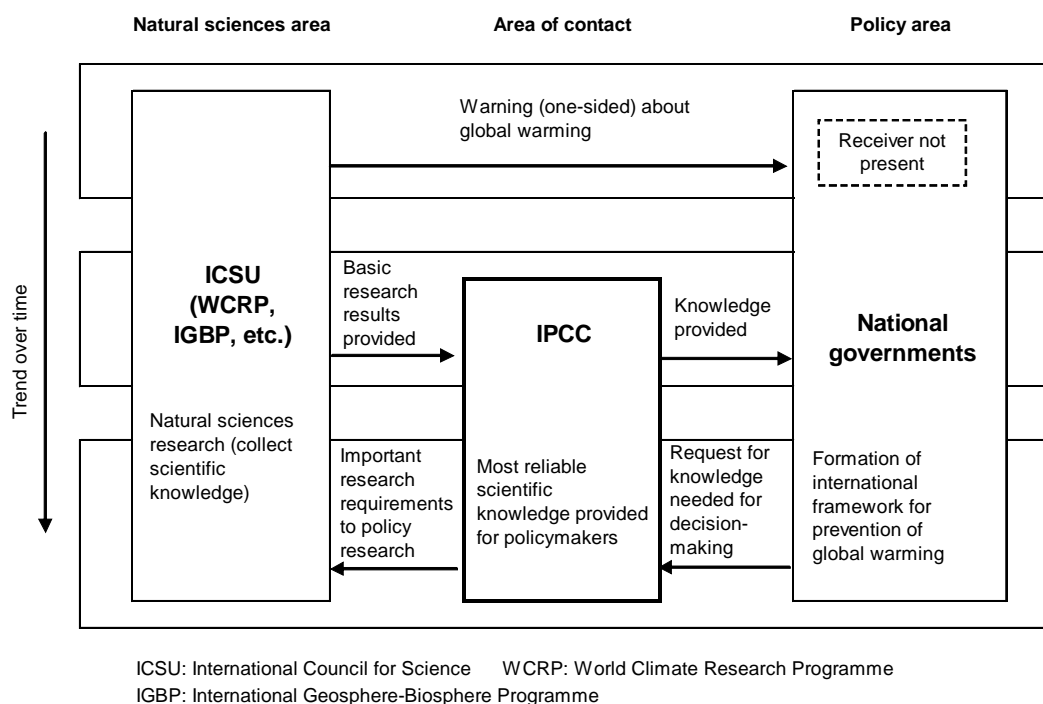 Natural sciences area
Area of contact
Policy area
Warning (one-sided) about
global warming
Receiver not
present
Trend over time
ICSU
(WCRP,
IGBP, etc.)
Basic
research
results
provided
IPCC
Knowledge
provided
National
governments
Natural sciences
research (collect
scientific
knowledge)
Important
research
requirements
to policy
research
Most reliable
scientific
knowledge provided
for policymakers
Request for
knowledge
needed for
decision-
making
Formation of
international
framework for
prevention of
global warming
ICSU: International Council for Science WCRP: World Climate Research Programme
IGBP: International Geosphere-Biosphere Programme